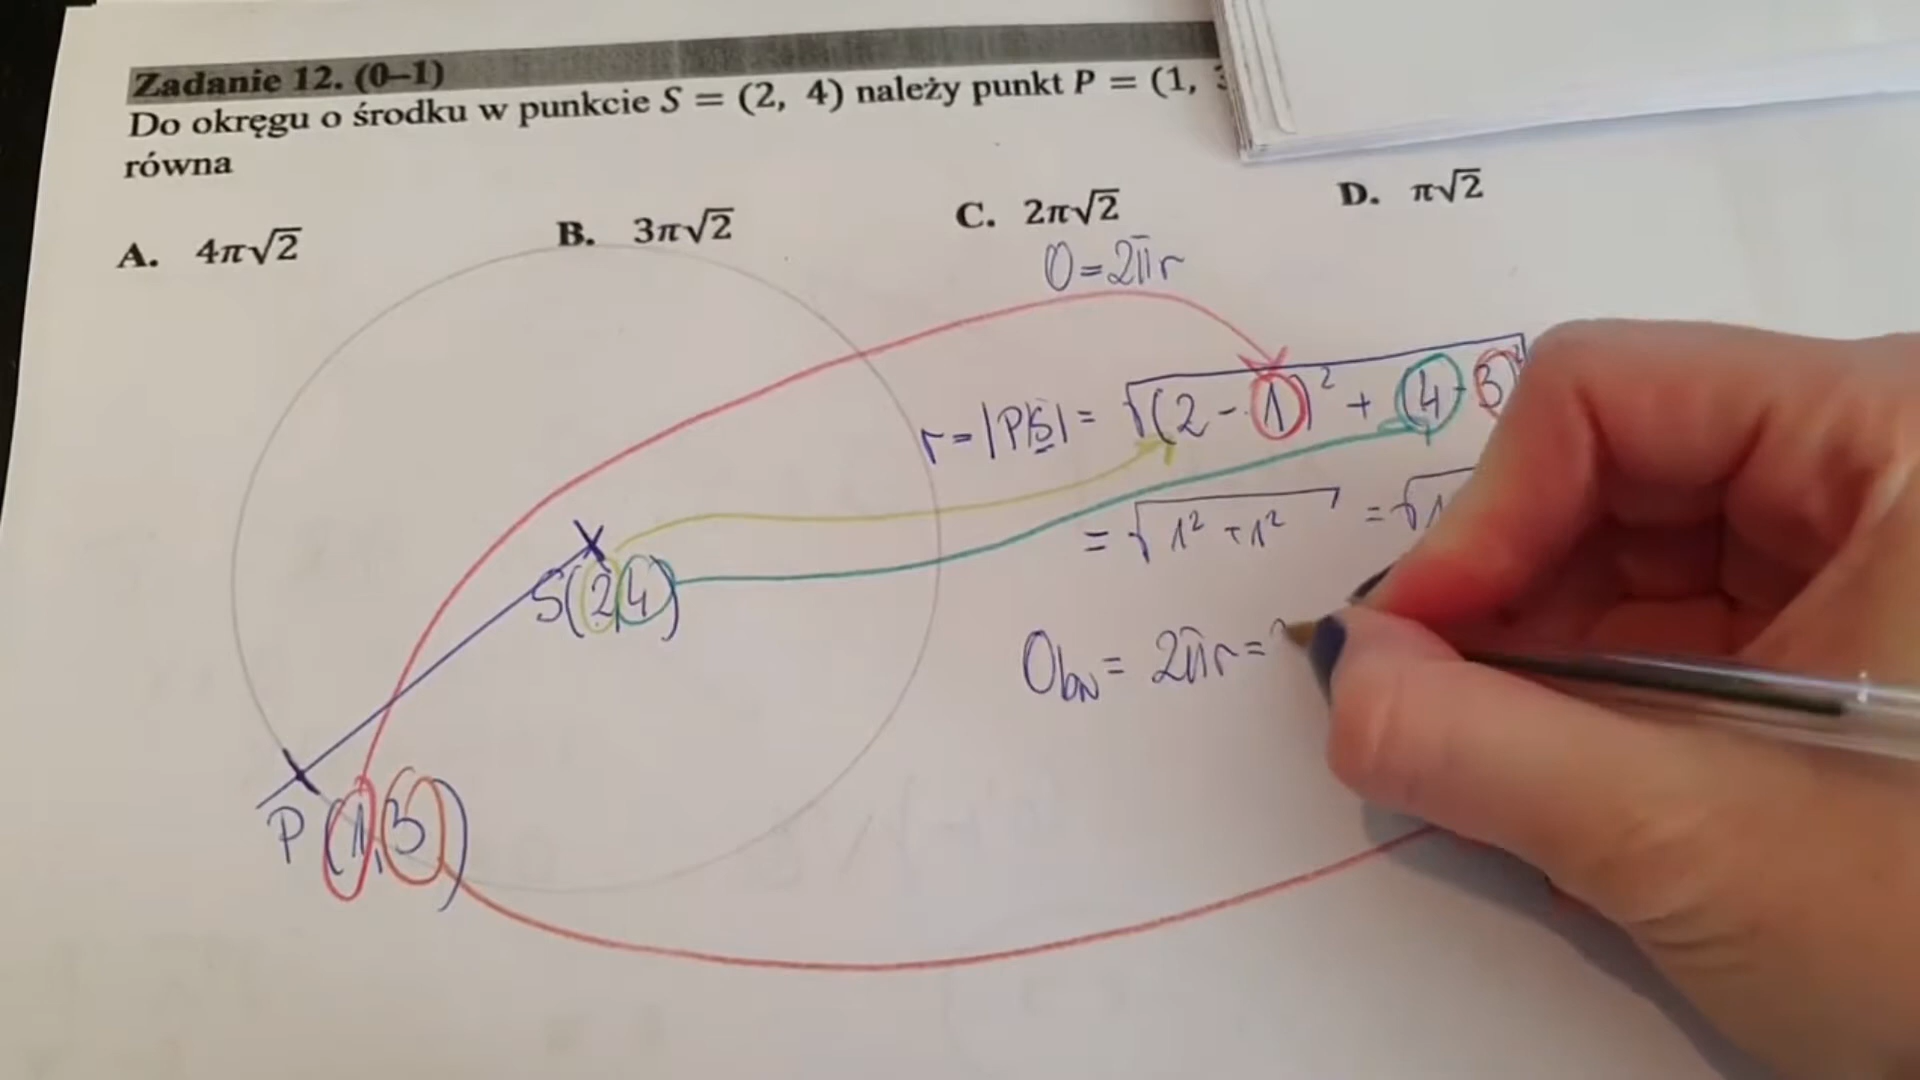 Zadanie 12. (0–1)
Do okręgu o środku w punkcie S = (2, 4) należy punkt P = (1,
równa
A. 4π√2 B. 3π√2 C. 2π√2 D. π√2
O = 2πr
r = |PS| = √(2 - 1)² + (4 - 3)²
= √1² + 1² = √1
S(2,4)
Obw = 2πr =
P(1,3)